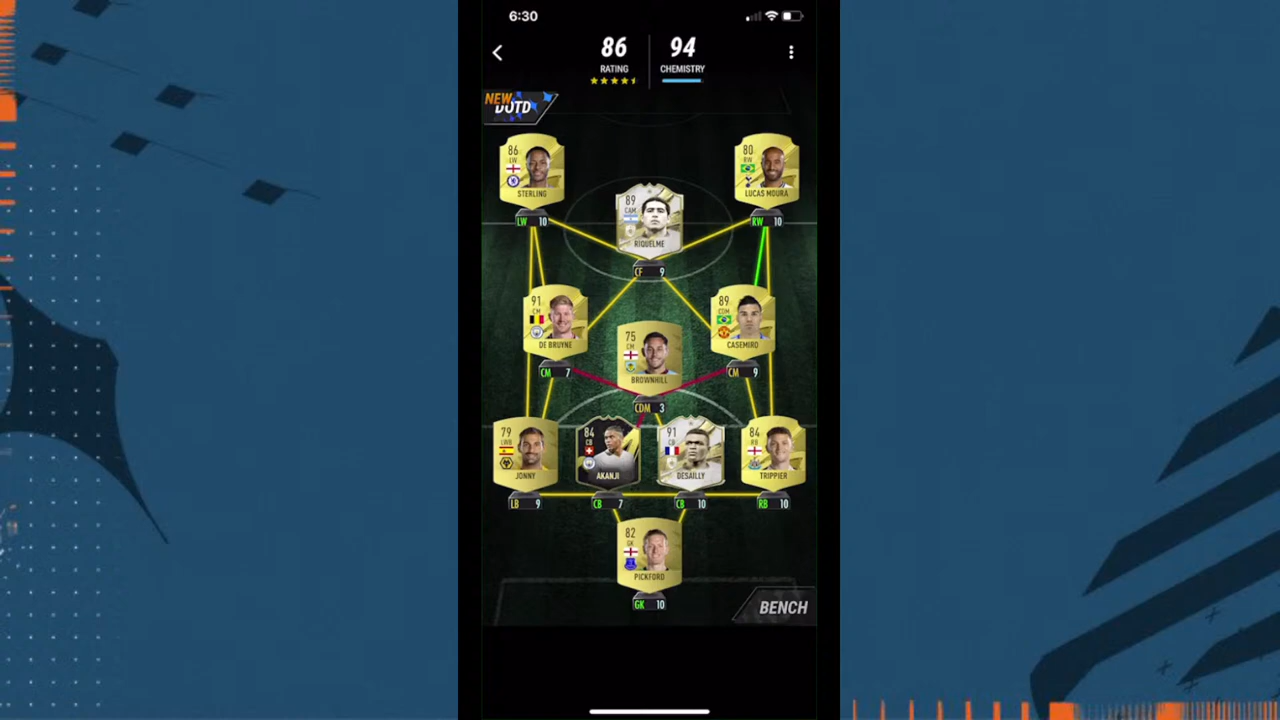 6:30
86
RATING
94
CHEMISTRY
NEW
DOTD
86
LW
STERLING
LW 10
89
CAM
RIQUELME
CF 9
80
RW
LUCAS MOURA
RW 10
91
CM
DE BRUYNE
CM 7
75
CM
BROWNHILL
CDM 3
89
CDM
CASEMIRO
CM 9
79
LWB
JONNY
LB 9
84
CB
AKANJI
CB 7
91
CB
DESAILLY
CB 10
84
RB
TRIPPIER
RB 10
82
GK
PICKFORD
GK 10
BENCH